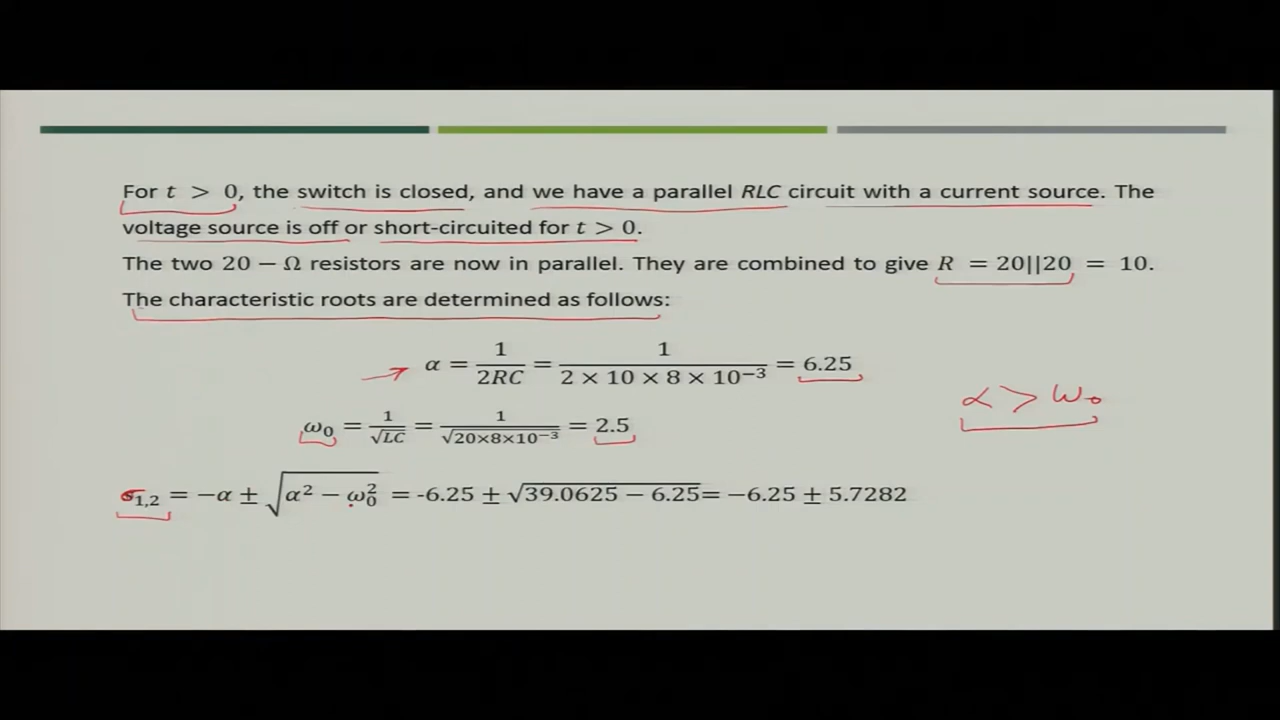 For t > 0, the switch is closed, and we have a parallel RLC circuit with a current source. The
voltage source is off or short-circuited for t > 0.
The two 20 − Ω resistors are now in parallel. They are combined to give R = 20||20 = 10.
The characteristic roots are determined as follows:
α = 1/2RC = 1/(2 × 10 × 8 × 10⁻³) = 6.25
α > ω₀
ω₀ = 1/√LC = 1/√20×8×10⁻³ = 2.5
s₁,₂ = −α ± √α² − ω₀² = -6.25 ± √39.0625 − 6.25= −6.25 ± 5.7282